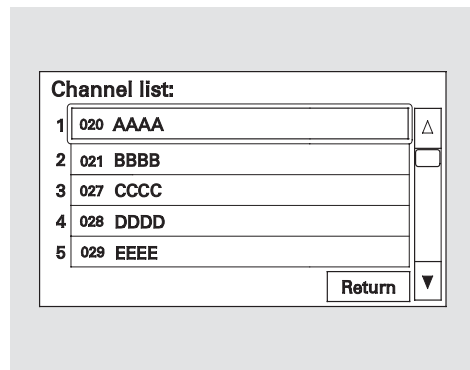 Channel list:
1 020 AAAA
2 021 BBBB
3 027 CCCC
4 028 DDDD
5 029 EEEE
Return